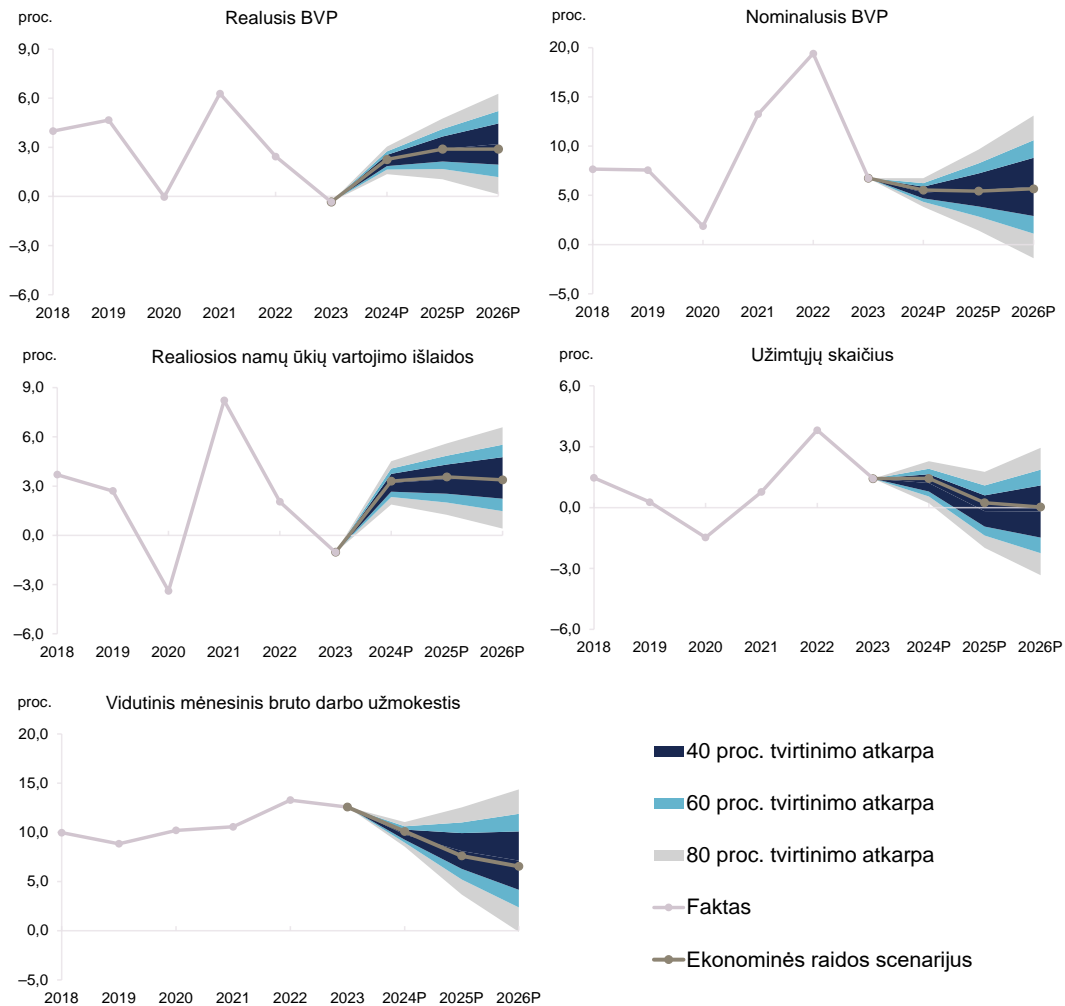 proc.
Realusis BVP
9,0
6,0
3,0
0,0
–3,0
–6,0
2018 2019 2020 2021 2022 2023 2024P 2025P 2026P
proc.
Nominalusis BVP
20,0
15,0
10,0
5,0
0,0
–5,0
2018 2019 2020 2021 2022 2023 2024P 2025P 2026P
proc.
Realiosios namų ūkių vartojimo išlaidos
9,0
6,0
3,0
0,0
–3,0
–6,0
2018 2019 2020 2021 2022 2023 2024P 2025P 2026P
proc.
Užimtųjų skaičius
6,0
3,0
0,0
–3,0
–6,0
2018 2019 2020 2021 2022 2023 2024P 2025P 2026P
proc.
Vidutinis mėnesinis bruto darbo užmokestis
20,0
15,0
10,0
5,0
0,0
–5,0
2018 2019 2020 2021 2022 2023 2024P 2025P 2026P
40 proc. tvirtinimo atkarpa
60 proc. tvirtinimo atkarpa
80 proc. tvirtinimo atkarpa
Faktas
Ekonominės raidos scenarijus